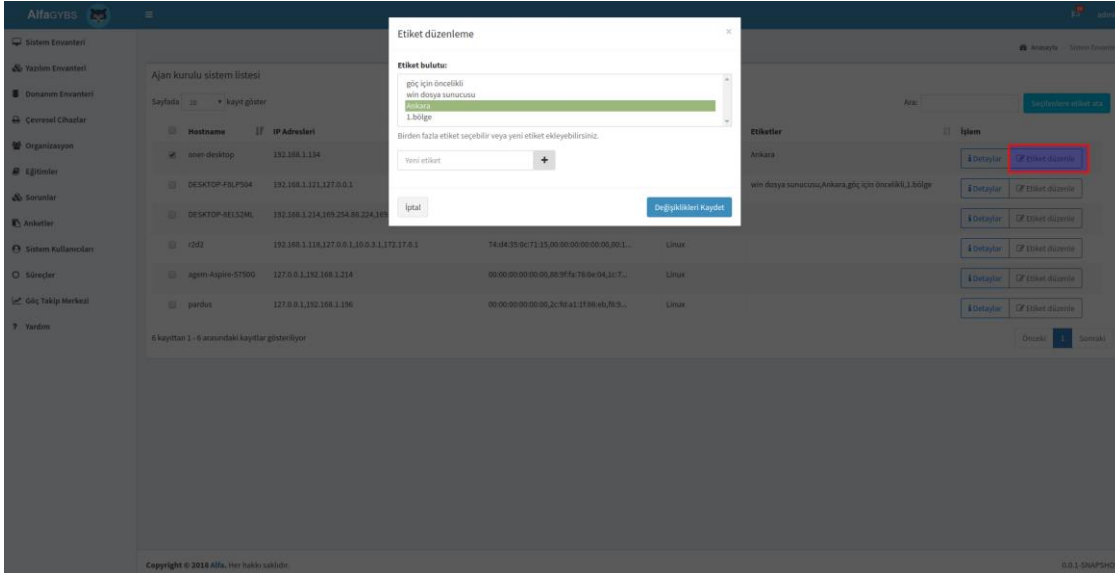 AlfaGYBS
Sistem Envanteri
Yazılım Envanteri
Donanım Envanteri
Çevresel Cihazlar
Organizasyon
Eğitimler
Sorunlar
Anketler
Sistem Kullanıcıları
Süreçler
Göç Takip Merkezi
? Yardım
Anasayfa
Ajan kurulu sistem listesi
Sayfada 10 kayıt göster
Ara:
Seçilenlere etiket ata
Hostname IP Adresleri Etiketler İşlem
oner-desktop 192.168.1.134 Ankara Detaylar Etiket düzenle
192.168.1.121,127.0.0.1 win dosya sunucusu,Ankara,göç için öncelikli,1.bölge Detaylar Etiket düzenle
Detaylar Etiket düzenle
r2d2 192.168.1.118,127.0.0.1,10.0.3.1,172.17.0.1 Linux Detaylar Etiket düzenle
127.0.0.1,192.168.1.214 Linux Detaylar Etiket düzenle
pardus 127.0.0.1,192.168.1.196 Linux Detaylar Etiket düzenle
6 kayıttan 1 - 6 arasındaki kayıtlar gösteriliyor
Önceki 1 Sonraki
Etiket düzenleme ×
Etiket bulutu:
göç için öncelikli
win dosya sunucusu
Ankara
1.bölge
Birden fazla etiket seçebilir veya yeni etiket ekleyebilirsiniz.
Yeni etiket +
İptal Değişiklikleri Kaydet
Copyright © 2018 Alfa. Her hakkı saklıdır.